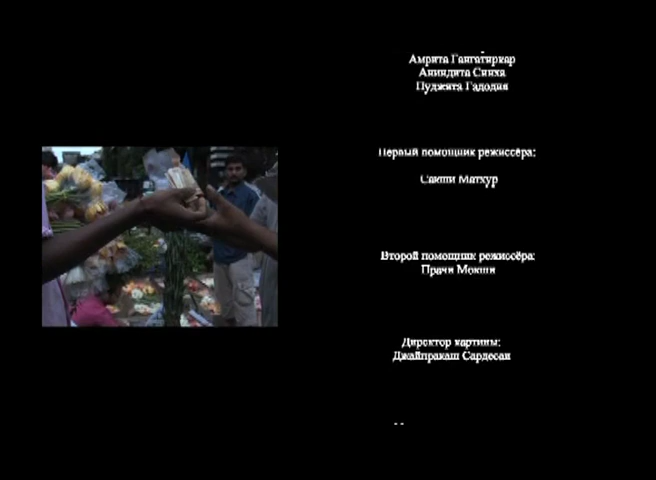 Амрита Гангатиркар
Аниндита Синха
Пуджита Гадодия
Первый помощник режиссёра:
Сакши Матхур
Второй помощник режиссёра:
Прачи Мокши
Директор картины:
Джайпракаш Сардесаи